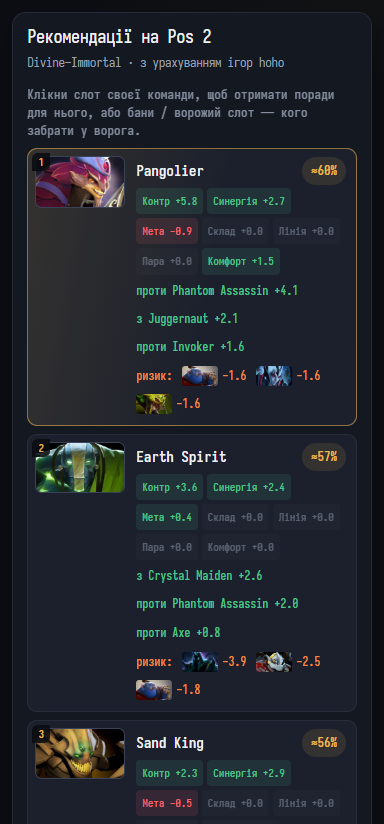 Рекомендації на Pos 2
Divine-Immortal · з урахуванням ігор hoho
Клікни слот своєї команди, щоб отримати поради
для нього, або бани / ворожий слот — кого
забрати у ворога.
1
Pangolier ≈60%
Контр +5.8 Синергія +2.7
Мета -0.9 Склад +0.0 Лінія +0.0
Пара +0.0 Комфорт +1.5
проти Phantom Assassin +4.1
з Juggernaut +2.1
проти Invoker +1.6
ризик: -1.6 -1.6
-1.6
2
Earth Spirit ≈57%
Контр +3.6 Синергія +2.4
Мета +0.4 Склад +0.0 Лінія +0.0
Пара +0.0 Комфорт +0.0
з Crystal Maiden +2.6
проти Phantom Assassin +2.0
проти Axe +0.8
ризик: -3.9 -2.5
-1.8
3
Sand King ≈56%
Контр +2.3 Синергія +2.9
Мета -0.5 Склад +0.0 Лінія +0.0